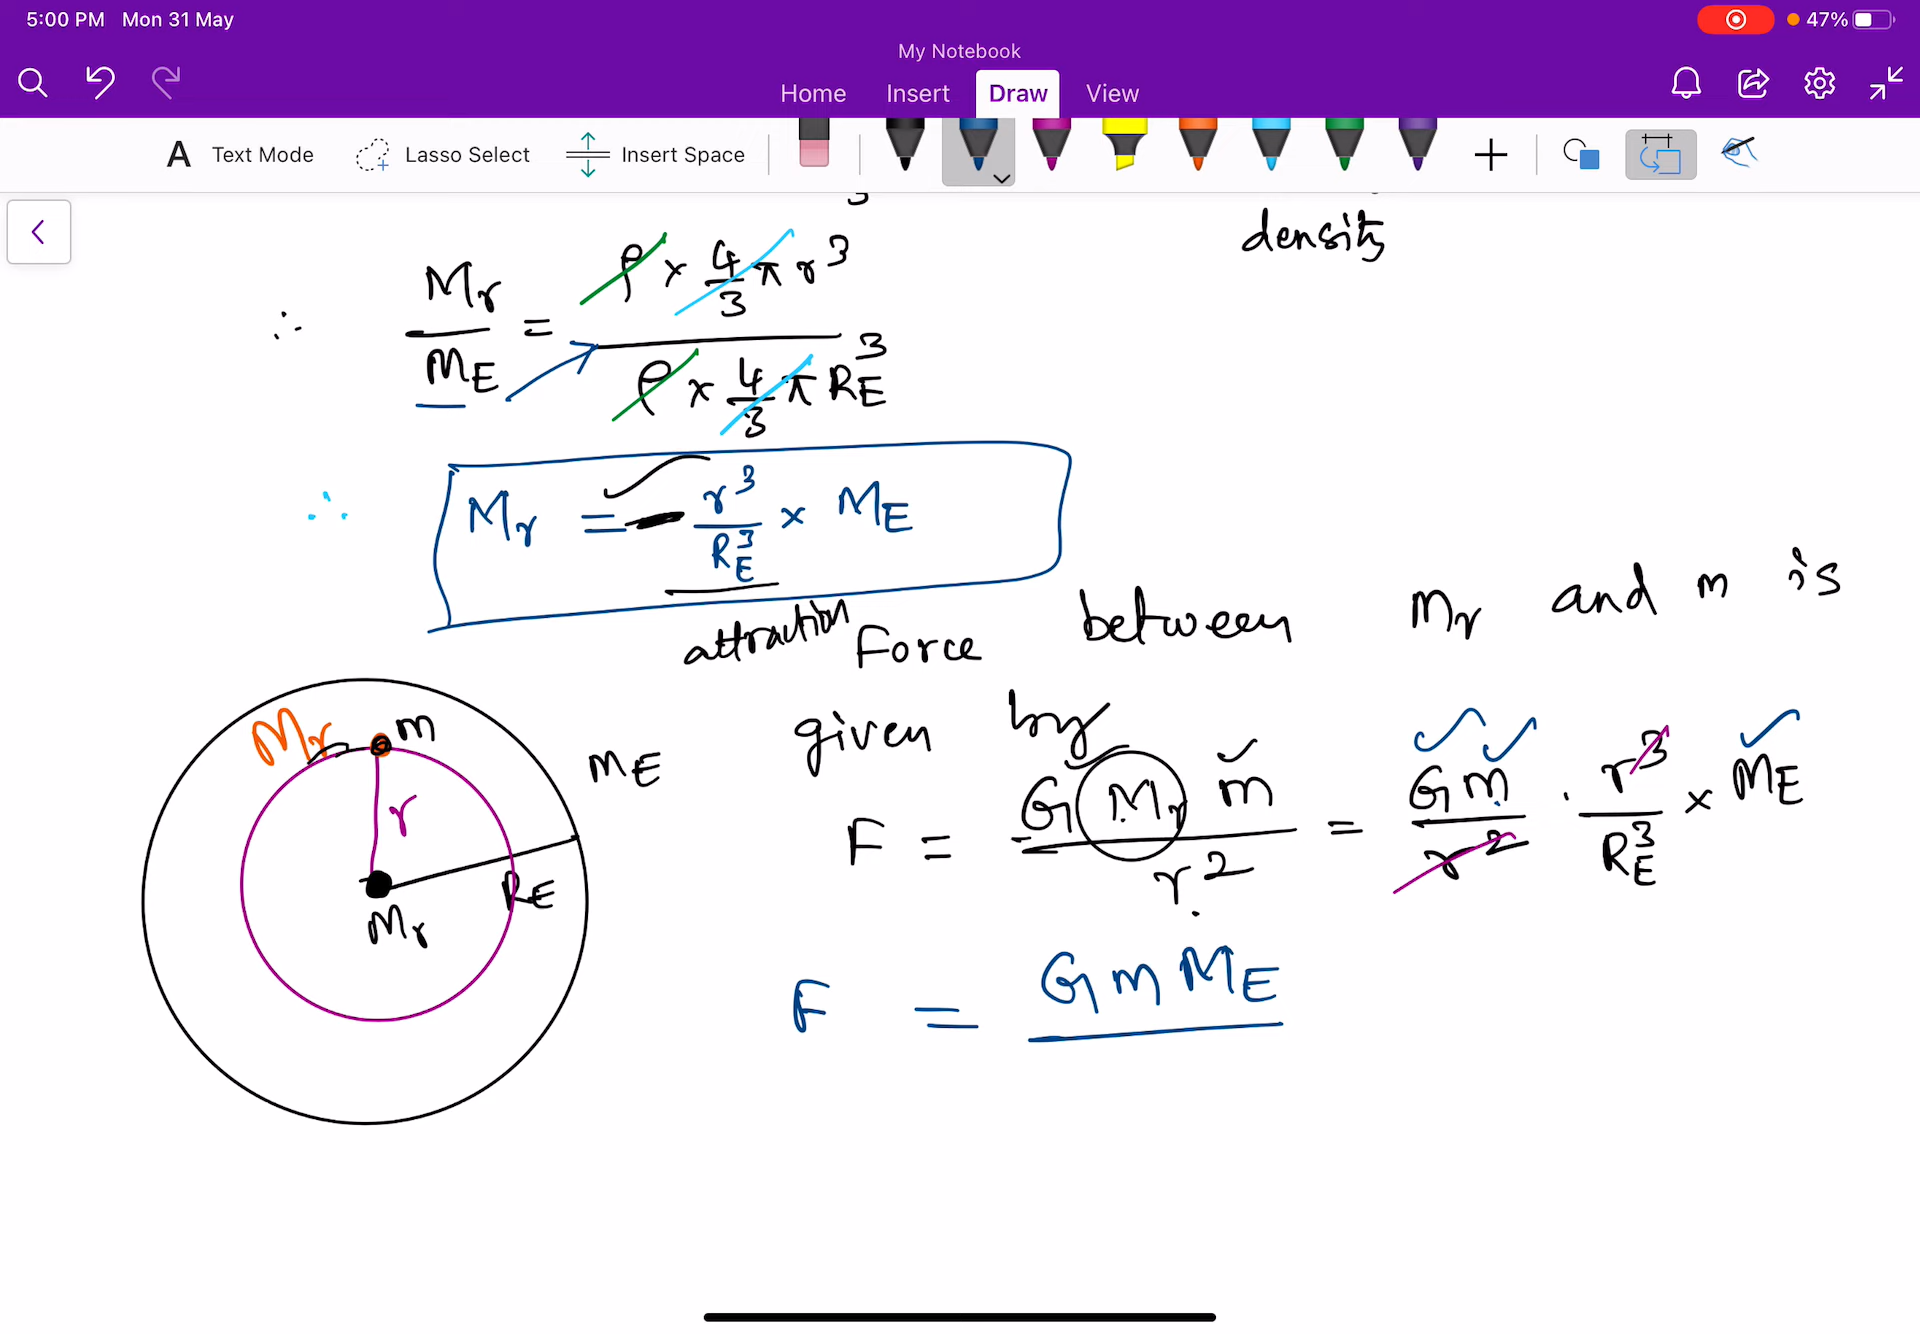 5:00 PM Mon 31 May 47%
My Notebook
Home Insert Draw View
A Text Mode Lasso Select Insert Space
3
density
∴ Mr/ME = (ρ × 4/3 π r³)/(ρ × 4/3 π RE³)
∴ Mr = r³/RE³ × ME
attraction Force between Mr and m is
given by
F = G Mr m / r² = G m / r² · r³/RE³ × ME
F = G m ME
Mr m
ME
r
RE
Mr